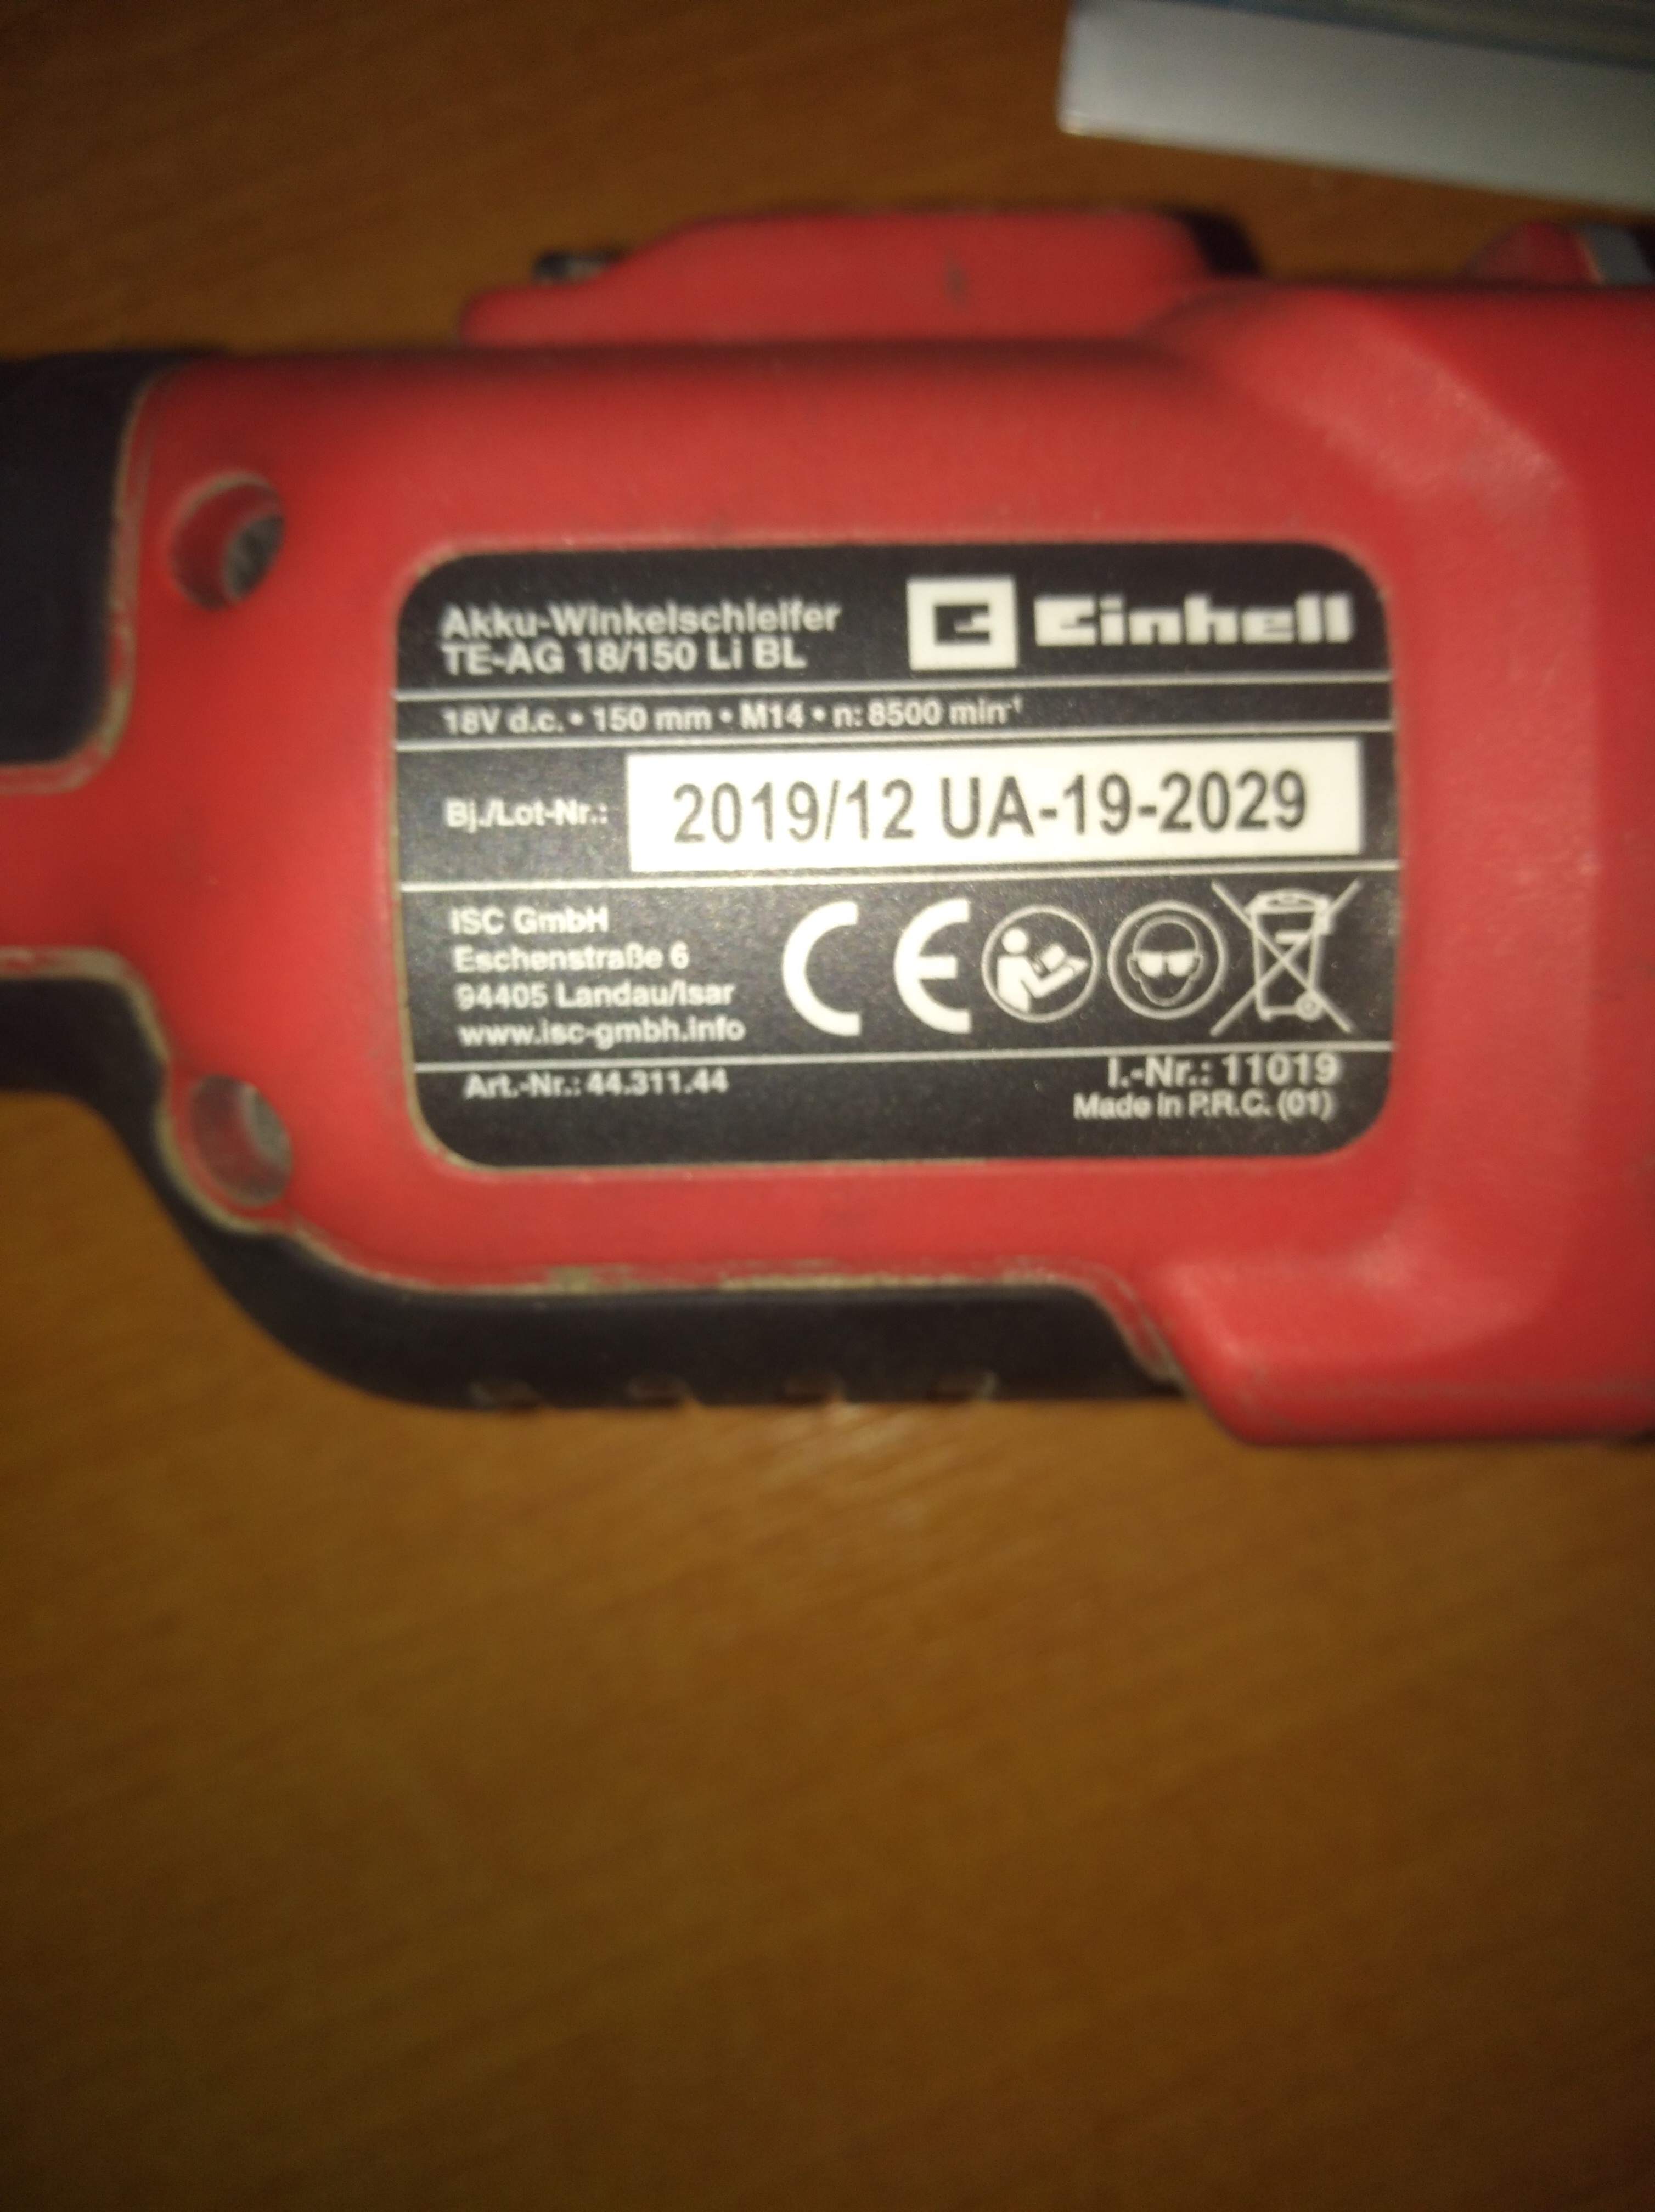 Akku-Winkelschleifer
TE-AG 18/150 Li BL
Einhell
18V d.c. • 150 mm • M14 • n: 8500 min⁻¹
Bj./Lot-Nr.: 2019/12 UA-19-2029
iSC GmbH
Eschenstraße 6
94405 Landau/Isar
www.isc-gmbh.info
CE
Art.-Nr.: 44.311.44
I.-Nr.: 11019
Made in P.R.C. (01)